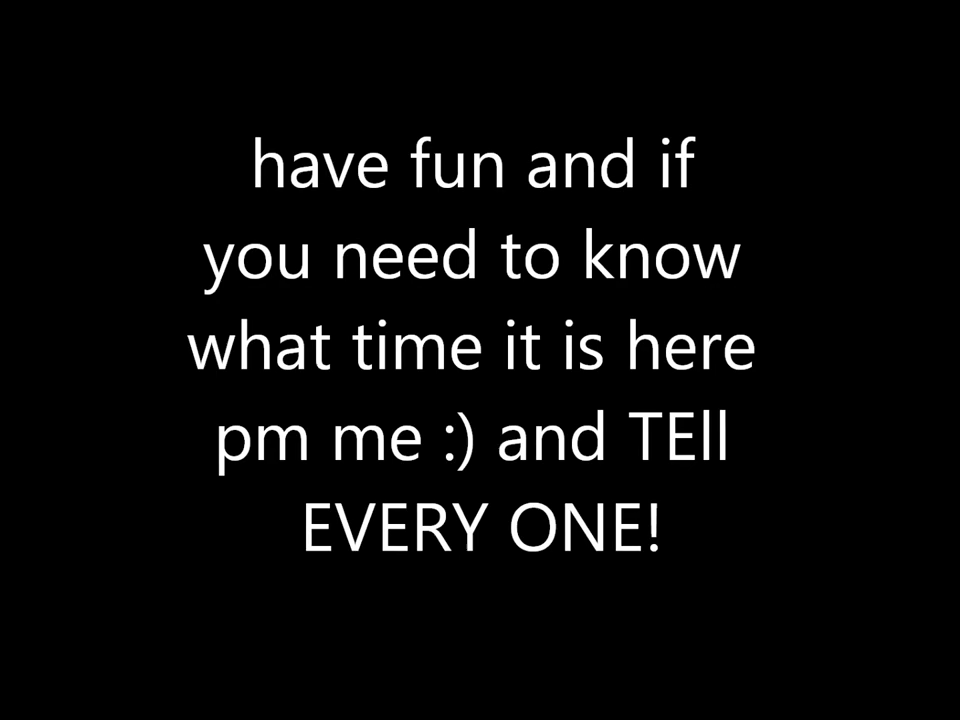 have fun and if
you need to know
what time it is here
pm me :) and TEll
EVERY ONE!